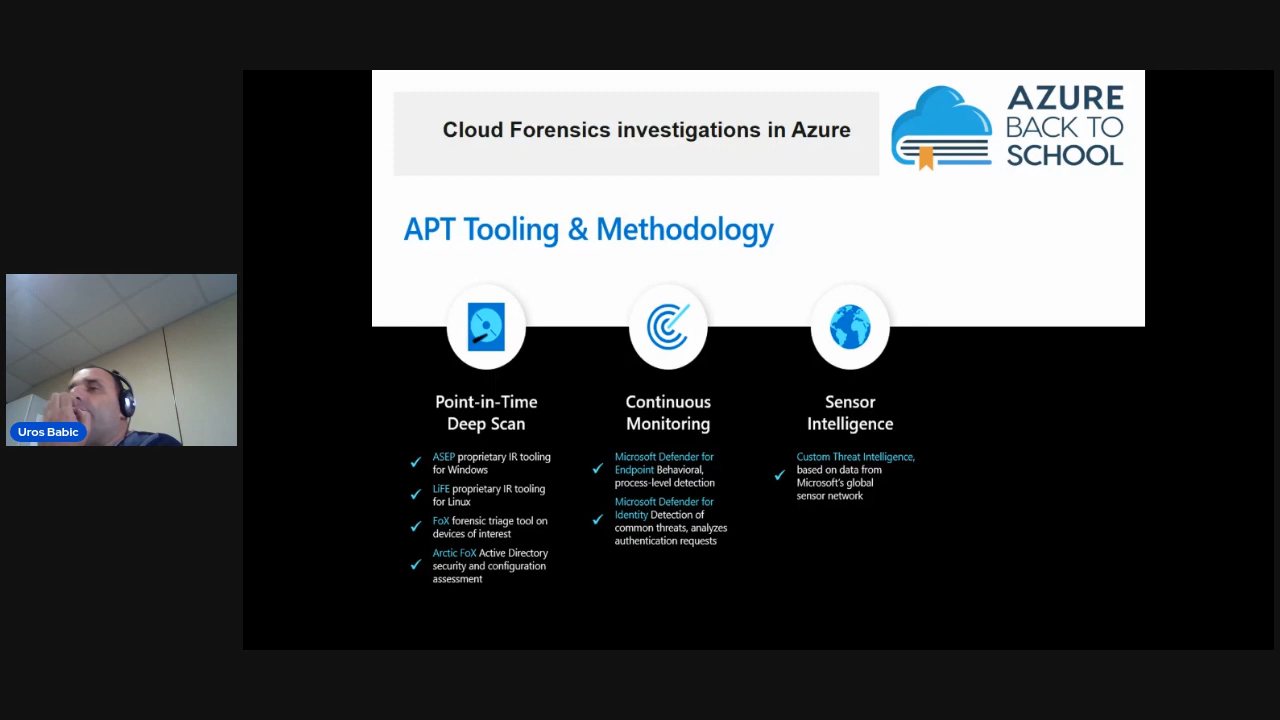 Cloud Forensics investigations in Azure
AZURE
BACK TO
SCHOOL
APT Tooling & Methodology
Point-in-Time
Deep Scan
ASEP proprietary IR tooling
for Windows
LiFE proprietary IR tooling
for Linux
FoX forensic triage tool on
devices of interest
Arctic FoX Active Directory
security and configuration
assessment
Continuous
Monitoring
Microsoft Defender for
Endpoint Behavioral,
process-level detection
Microsoft Defender for
Identity Detection of
common threats, analyzes
authentication requests
Sensor
Intelligence
Custom Threat Intelligence,
based on data from
Microsoft's global
sensor network
Uros Babic